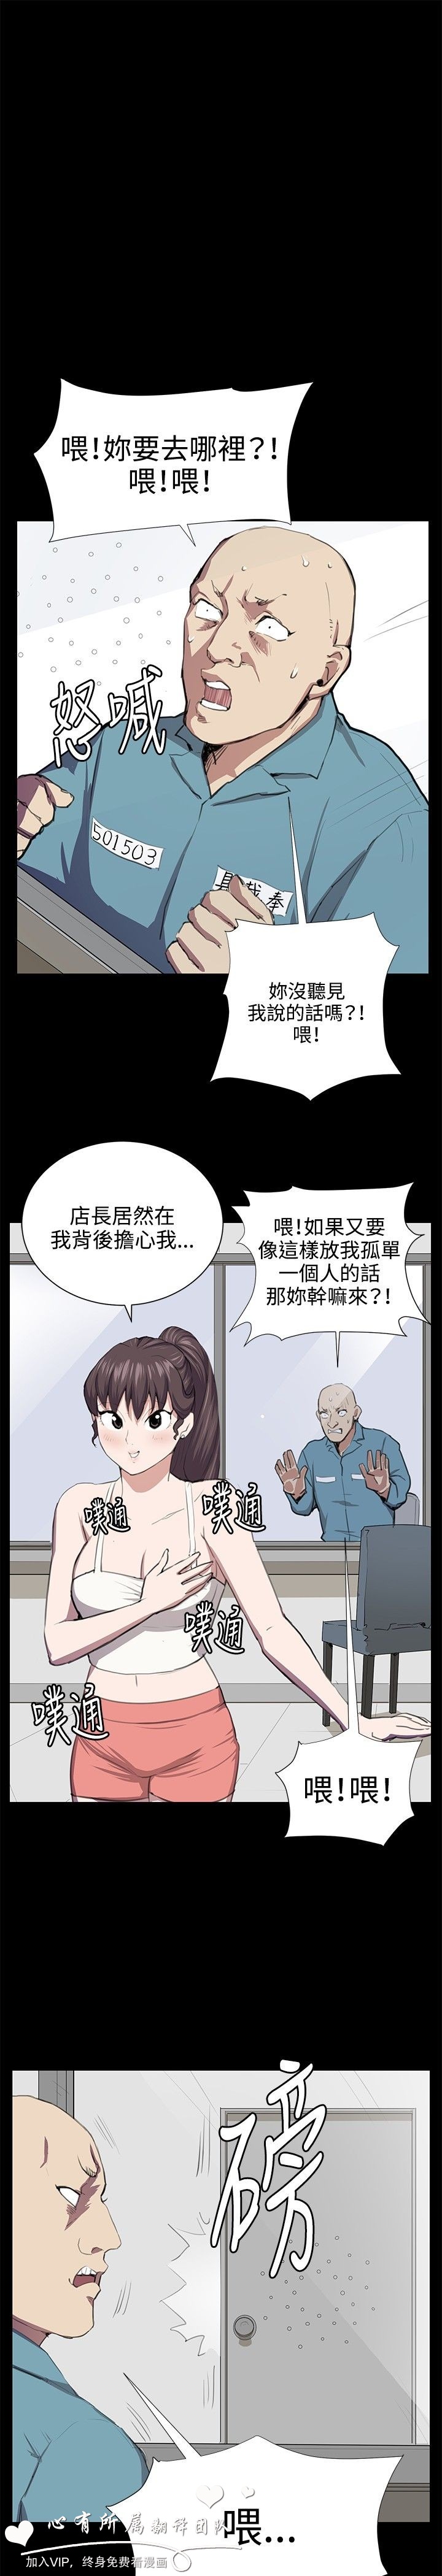 喂!妳要去哪裡?!
喂!喂!
怒喊
501503
妳沒聽見
我說的話嗎?!
喂!
店長居然在
我背後擔心我...
喂!如果又要
像這樣放我孤單
一個人的話
那妳幹嘛來?!
噗通
噗通
噗通
噗通
喂!喂!
磅
喂...
心有所属翻译团队
加入VIP，终身免费看漫画